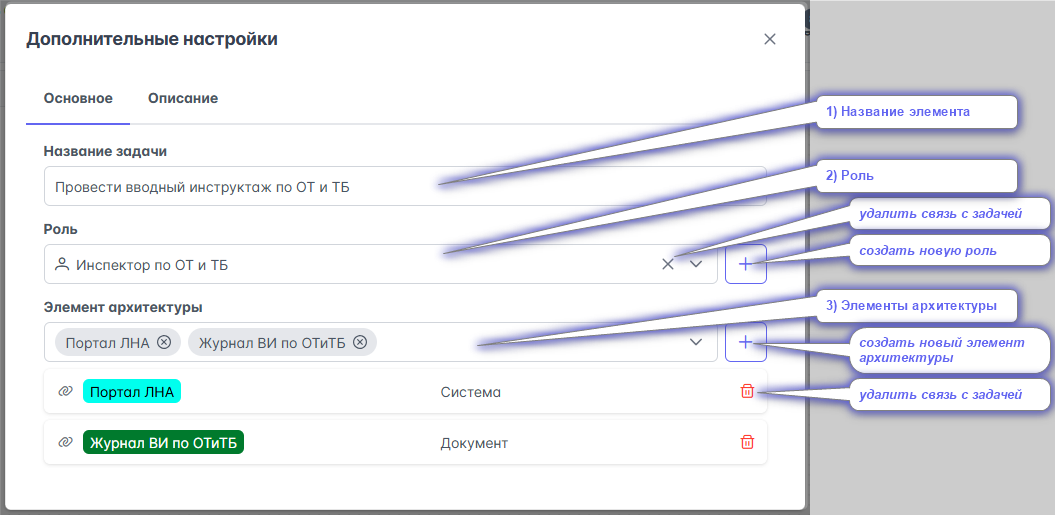 Дополнительные настройки
Основное
Описание
1) Название элемента
Название задачи
Провести вводный инструктаж по ОТ и ТБ
2) Роль
удалить связь с задачей
Роль
создать новую роль
Инспектор по ОТ и ТБ
3) Элементы архитектуры
Элемент архитектуры
Портал ЛНА
Журнал ВИ по ОТиТБ
создать новый элемент
архитектуры
Портал ЛНА
Система
удалить связь с задачей
Журнал ВИ по ОТиТБ
Документ